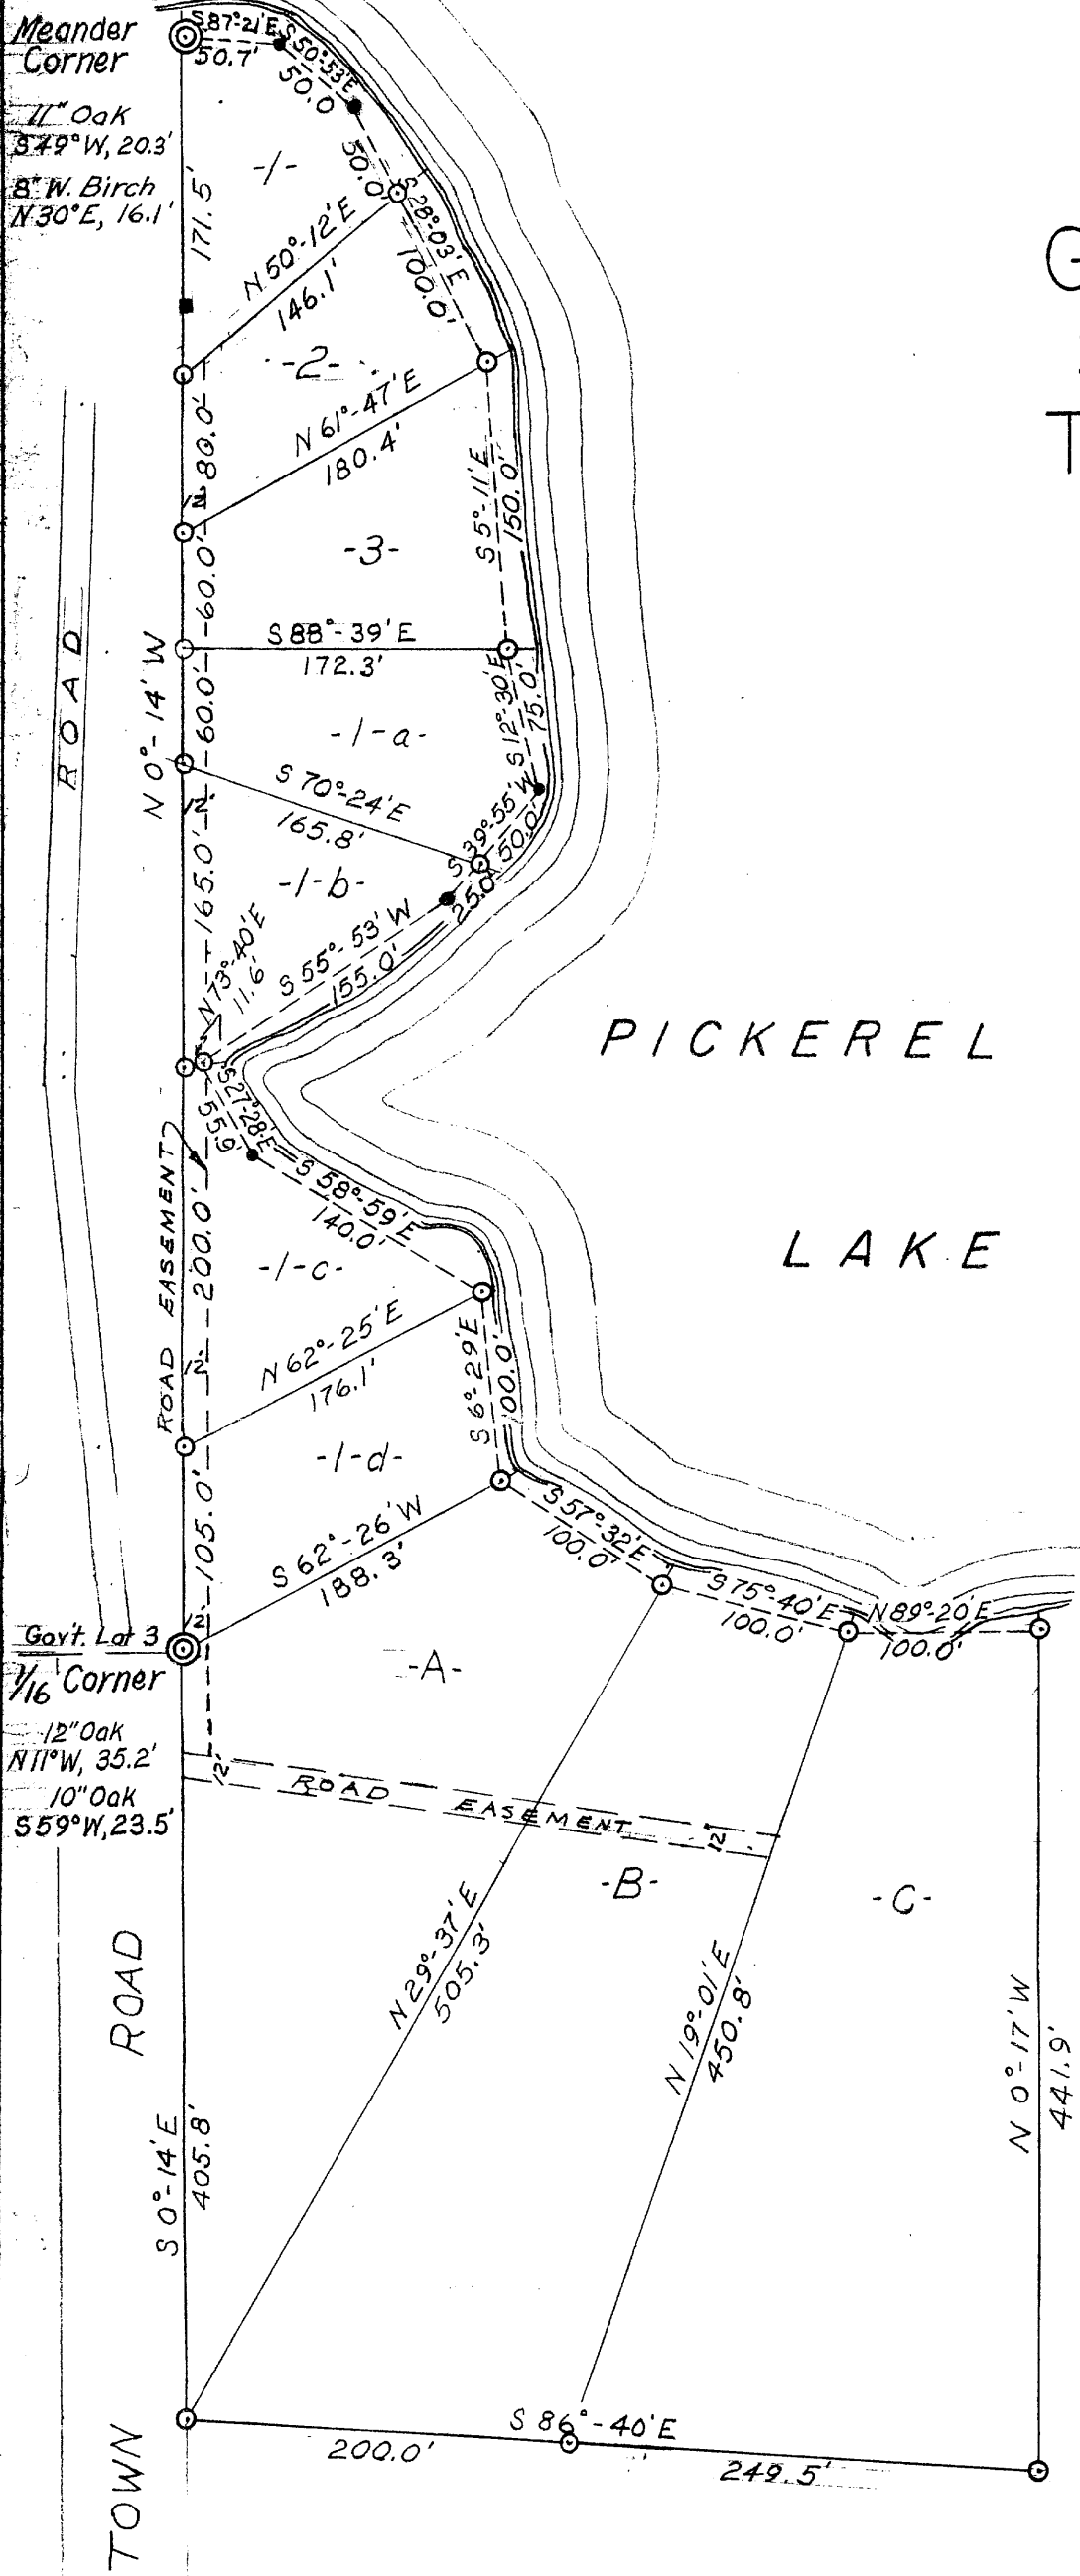 Meander
Corner
11" Oak
S49°W, 20.3'
8" W. Birch
N30°E, 16.1'
S87°-21'E
50.7'
S50°-53'E
50.0
50.0'
-1-
171.5'
N50°-12'E
146.1'
S28°-03'E
100.0'
-2-
80.0'
N61°-47'E
180.4'
12'
-3-
S5°-11'E
150.0'
60.0'
S88°-39'E
172.3'
N0°-14'W
60.0'
ROAD
-1-a-
S12°-30'E
75.0'
S70°-24'E
165.8'
12'
S39°-55'W
50.0'
25.0'
-1-b-
165.0'
S55°-53'W
155.0'
N73°-40'E
11.6'
PICKEREL
LAKE
S27°-28'E
55.9'
S58°-59'E
140.0'
ROAD EASEMENT
200.0'
-1-c-
12'
N62°-25'E
176.1'
S6°-29'E
100.0'
-1-d-
105.0'
S62°-26'W
188.3'
12'
S57°-32'E
100.0'
S75°-40'E
100.0'
N89°-20'E
100.0'
Gov't. Lot 3
1/16 Corner
12" Oak
N11°W, 35.2'
10" Oak
S59°W, 23.5'
-A-
12'
ROAD EASEMENT
12'
-B-
-C-
N29°-37'E
505.3'
N19°-01'E
450.8'
N0°-17'W
441.9'
S0°-14'E
405.8'
TOWN ROAD
S86°-40'E
200.0'
249.5'
G
T